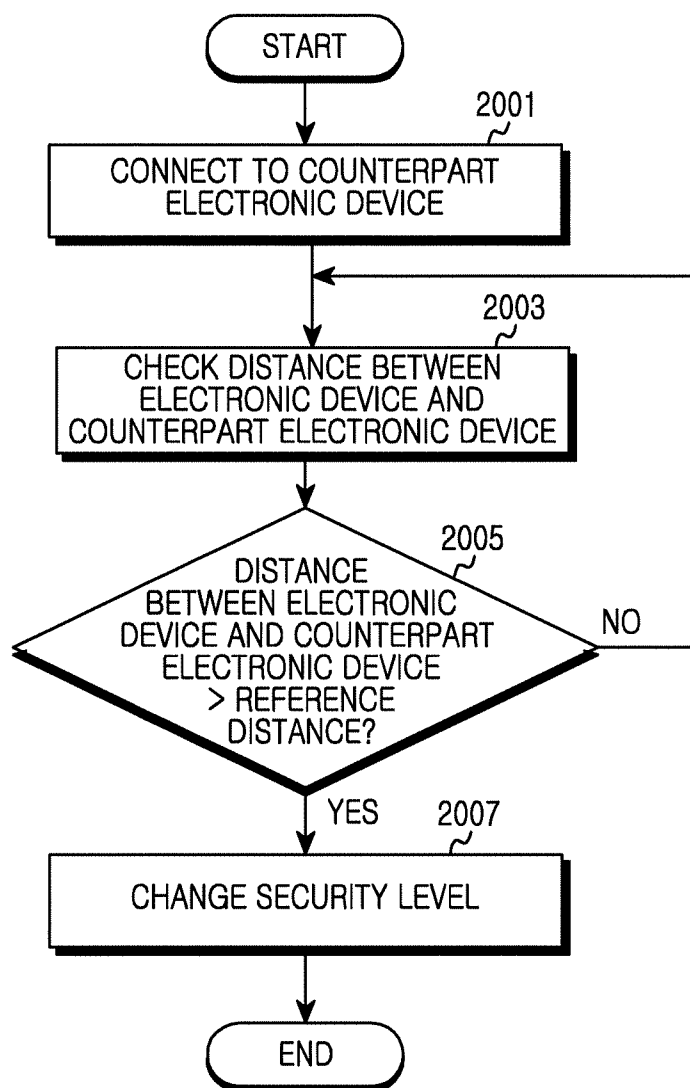 START
2001
CONNECT TO COUNTERPART
ELECTRONIC DEVICE
2003
CHECK DISTANCE BETWEEN
ELECTRONIC DEVICE AND
COUNTERPART ELECTRONIC DEVICE
2005
DISTANCE
BETWEEN ELECTRONIC
DEVICE AND COUNTERPART
ELECTRONIC DEVICE
> REFERENCE
DISTANCE?
NO
YES
2007
CHANGE SECURITY LEVEL
END